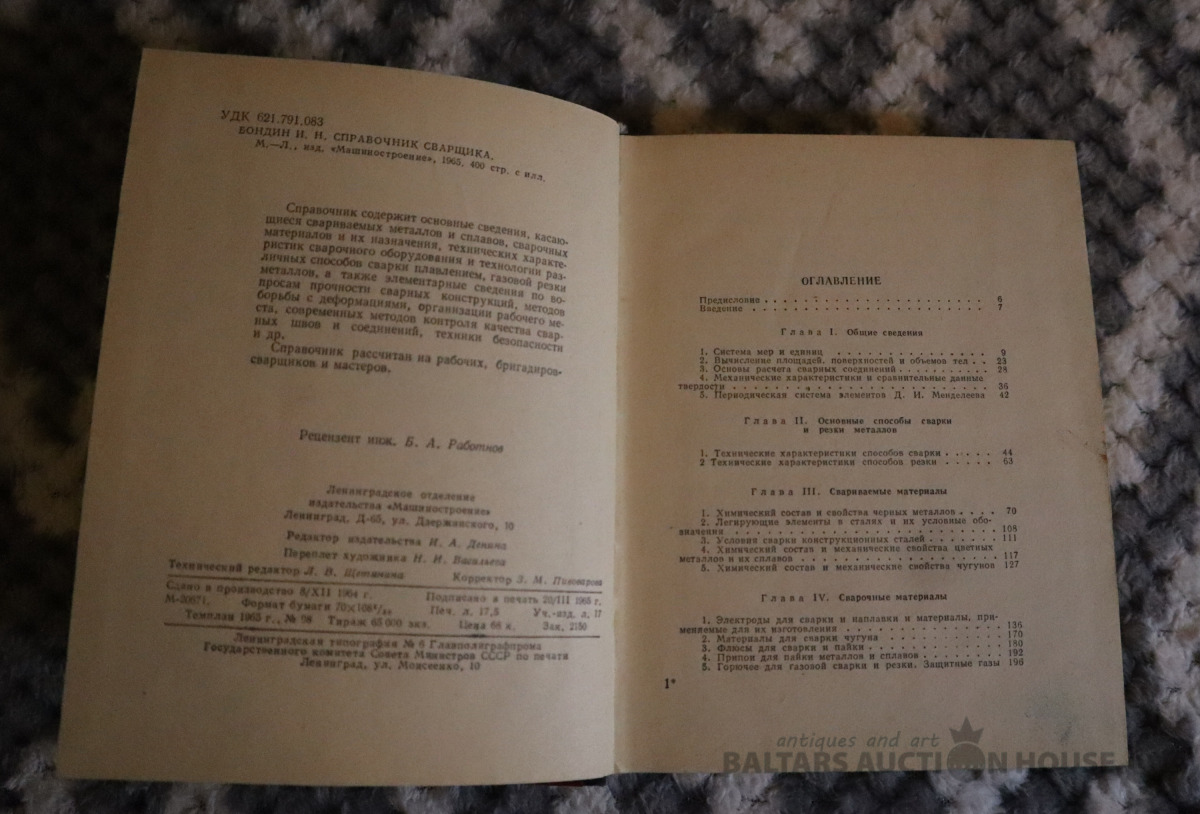 УДК 621.791.083
БОНДИН И. Н. СПРАВОЧНИК СВАРЩИКА.
М.—Л., изд. «Машиностроение», 1965, 400 стр. с илл.
Справочник содержит основные сведения, касаю-
щиеся свариваемых металлов и сплавов, сварочных
материалов и их назначения, технических характе-
ристик сварочного оборудования и технологии раз-
личных способов сварки плавлением, газовой резки
металлов, а также элементарные сведения по во-
просам прочности сварных конструкций, методов
борьбы с деформациями, организации рабочего ме-
ста, современных методов контроля качества свар-
ных швов и соединений, техники безопасности
и др.
Справочник рассчитан на рабочих, бригадиров-
сварщиков и мастеров.
Рецензент инж. Б. А. Работнов
Ленинградское отделение
издательства «Машиностроение»
Ленинград, Д-65, ул. Дзержинского, 10
Редактор издательства И. А. Денина
Переплет художника Н. И. Васильева
Технический редактор Л. В. Щетинина Корректор З. М. Пивоварова
Сдано в производство 8/XII 1964 г. Подписано в печать 20/III 1965 г.
Формат бумаги 70×108 Печ. л. 17,5 Уч.-изд. л. 17
Темплан 1965 г., № 98 Тираж 65 000 экз. Цена 68 к. Зак. 2150
Ленинградская типография № 6 Главполиграфпрома
Государственного комитета Совета Министров СССР по печати
Ленинград, ул. Моисеенко, 10
ОГЛАВЛЕНИЕ
Предисловие . . . 6
Введение . . . 7
Глава I. Общие сведения
1. Система мер и единиц . . . 9
2. Вычисление площадей, поверхностей и объемов тел . . 23
3. Основы расчета сварных соединений . . . 28
4. Механические характеристики и сравнительные данные
твердости . . . 36
5. Периодическая система элементов Д. И. Менделеева 42
Глава II. Основные способы сварки
и резки металлов
1. Технические характеристики способов сварки . . . 44
2 Технические характеристики способов резки . . . 63
Глава III. Свариваемые материалы
1. Химический состав и свойства черных металлов . . . 70
2. Легирующие элементы в сталях и их условные обо-
значения . . . 108
3. Условия сварки конструкционных сталей . . . 111
4. Химический состав и механические свойства цветных
металлов и их сплавов . . . 117
5. Химический состав и механические свойства чугунов 127
Глава IV. Сварочные материалы
1. Электроды для сварки и наплавки и материалы, при-
меняемые для их изготовления . . . 136
2. Материалы для сварки чугуна . . . 170
3. Флюсы для сварки и пайки . . . 180
4. Припои для пайки металлов и сплавов . . . 192
5. Горючее для газовой сварки и резки. Защитные газы 196
1*
antiques and art
BALTARS AUCTION HOUSE